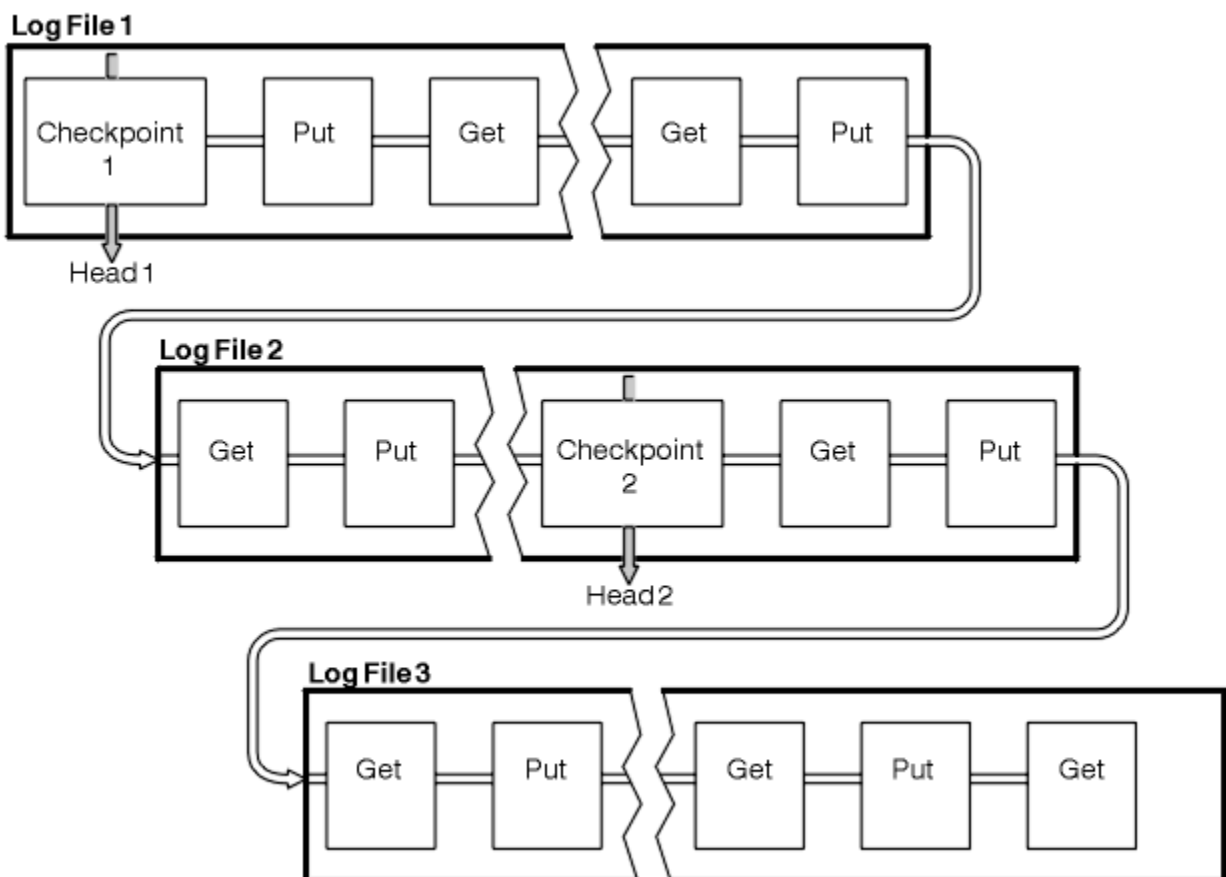 Log File 1
Checkpoint
1
Put
Get
Get
Put
Head 1
Log File 2
Get
Put
Checkpoint
2
Get
Put
Head 2
Log File 3
Get
Put
Get
Put
Get